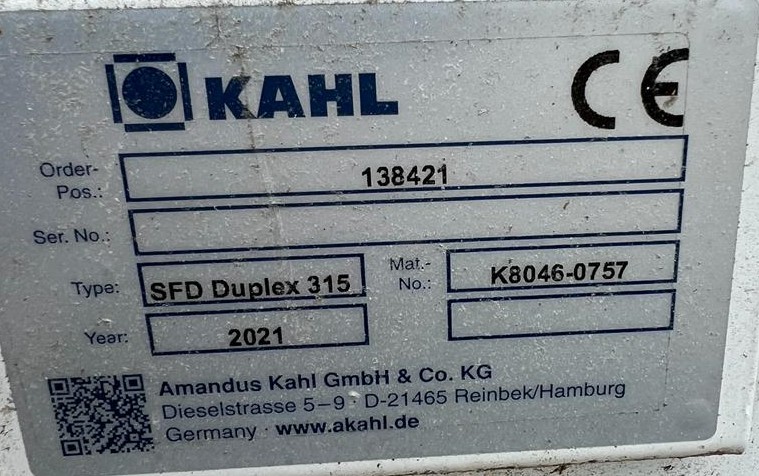 KAHL CE
Order-
Pos.: 138421
Ser. No.:
Type: SFD Duplex 315 Mat.-
No.: K8046-0757
Year: 2021
Amandus Kahl GmbH & Co. KG
Dieselstrasse 5–9 · D-21465 Reinbek/Hamburg
Germany · www.akahl.de